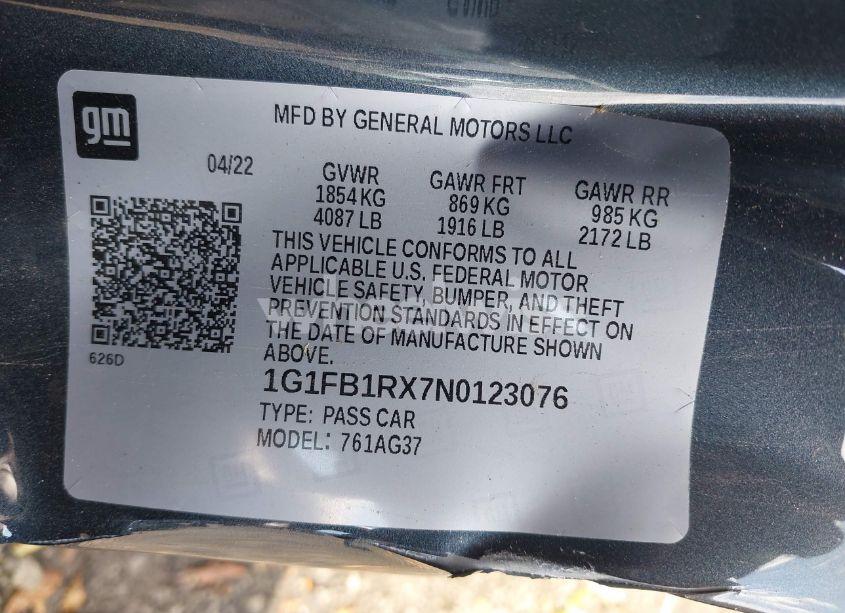 gm
MFD BY GENERAL MOTORS LLC
04/22
GVWR
1854 KG
4087 LB
GAWR FRT
869 KG
1916 LB
GAWR RR
985 KG
2172 LB
THIS VEHICLE CONFORMS TO ALL
APPLICABLE U.S. FEDERAL MOTOR
VEHICLE SAFETY, BUMPER, AND THEFT
PREVENTION STANDARDS IN EFFECT ON
THE DATE OF MANUFACTURE SHOWN
ABOVE.
626D
1G1FB1RX7N0123076
TYPE: PASS CAR
MODEL: 761AG37